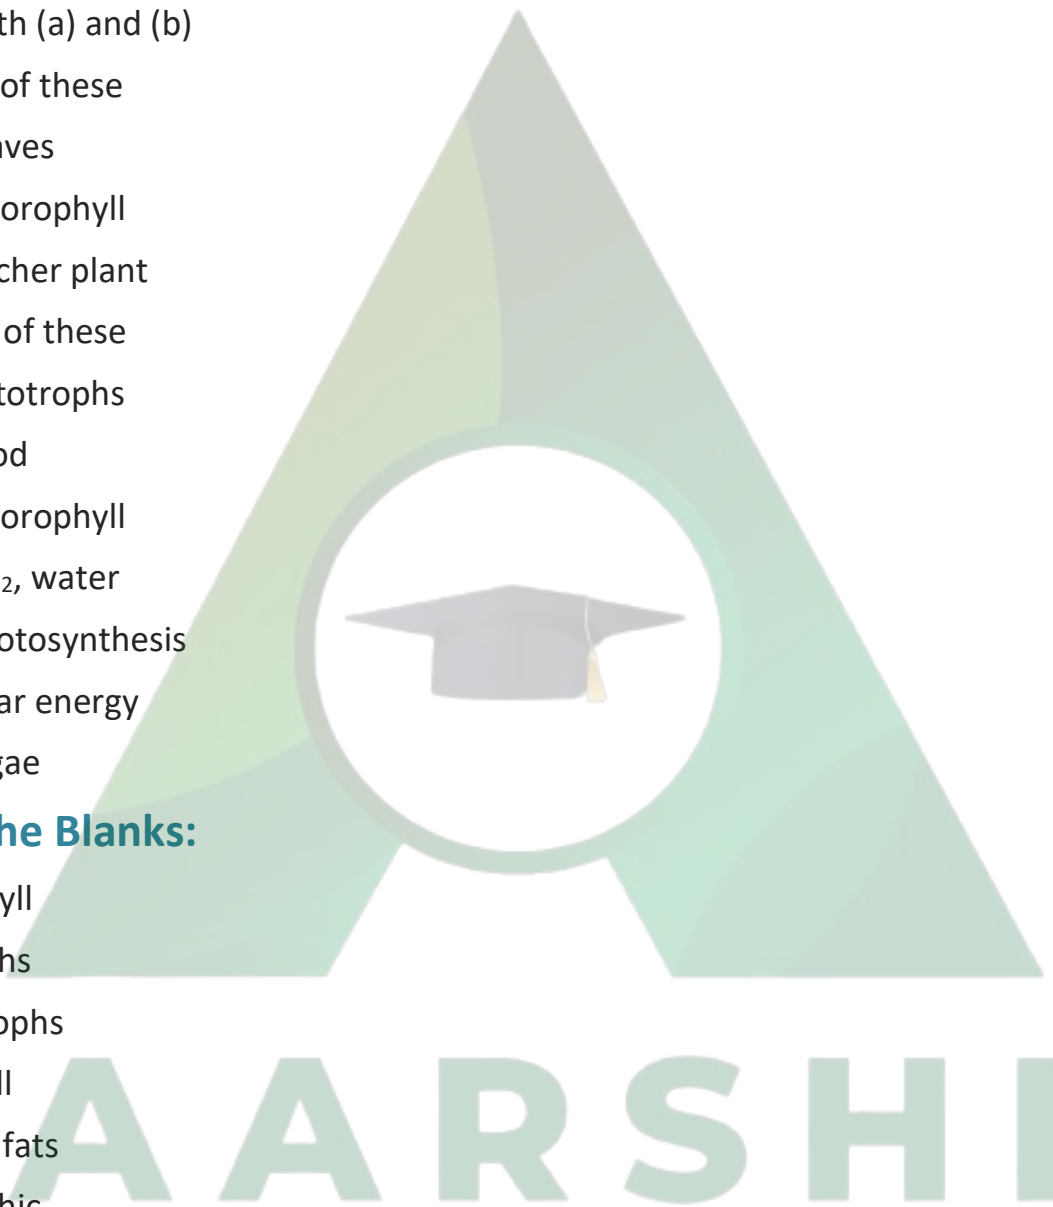 th (a) and (b)
of these
aves
orophyll
cher plant
of these
totrophs
od
orophyll
2, water
otosynthesis
ar energy
gae
he Blanks:
yll
hs
ophs
ll
fats
hic
AARSHI